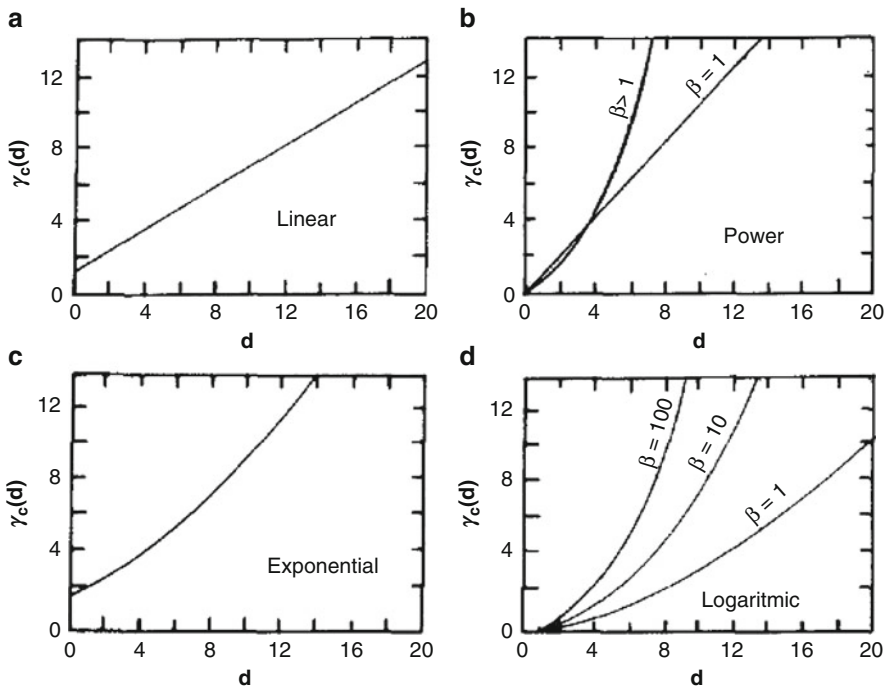 a
γc(d)
12
8
4
0
0 4 8 12 16 20
d
Linear
b
γc(d)
12
8
4
0
0 4 8 12 16 20
d
β> 1
β = 1
Power
c
γc(d)
12
8
4
0
0 4 8 12 16 20
d
Exponential
d
γc(d)
12
8
4
0
0 4 8 12 16 20
d
β = 100
β = 10
β = 1
Logaritmic